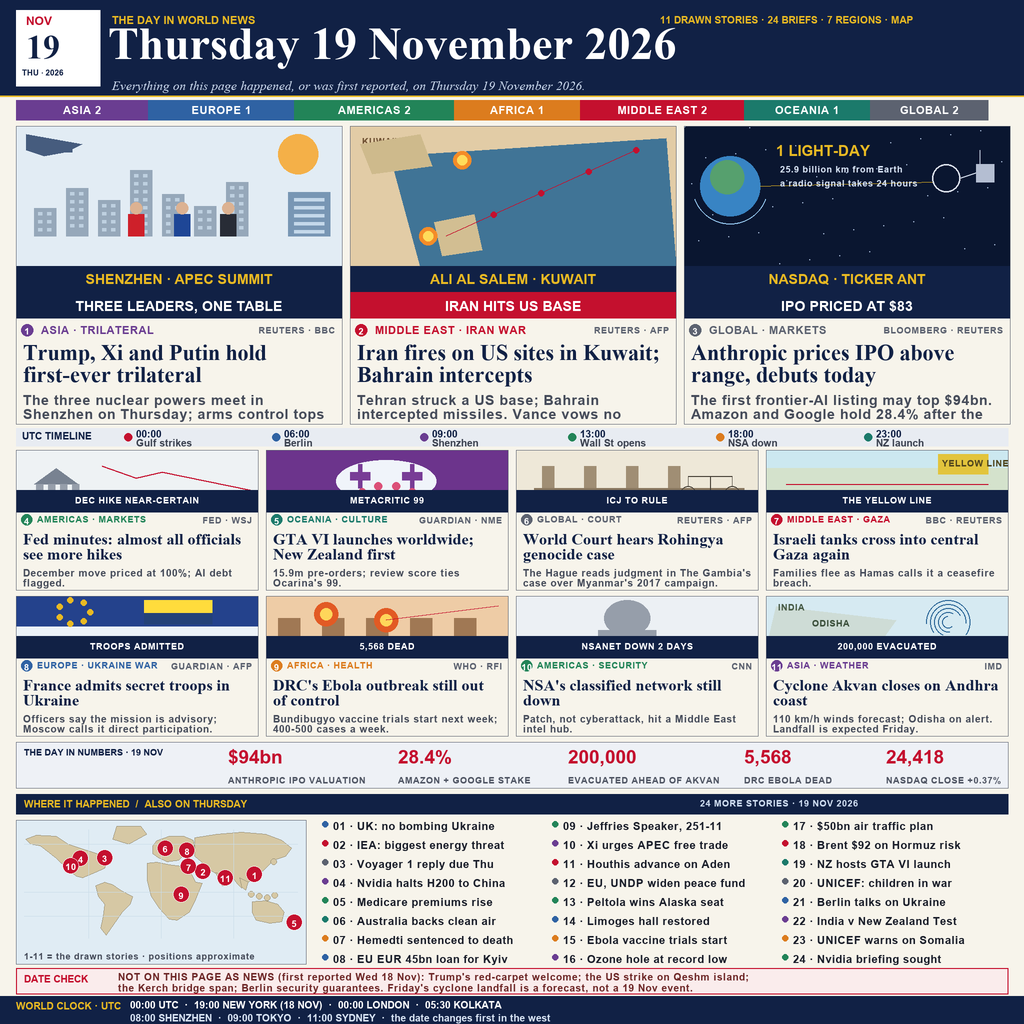 NOV
19
THU · 2026
THE DAY IN WORLD NEWS
11 DRAWN STORIES · 24 BRIEFS · 7 REGIONS · MAP
Thursday 19 November 2026
Everything on this page happened, or was first reported, on Thursday 19 November 2026.
ASIA 2
EUROPE 1
AMERICAS 2
AFRICA 1
MIDDLE EAST 2
OCEANIA 1
GLOBAL 2
SHENZHEN · APEC SUMMIT
THREE LEADERS, ONE TABLE
1 ASIA · TRILATERAL
REUTERS · BBC
Trump, Xi and Putin hold
first-ever trilateral
The three nuclear powers meet in
Shenzhen on Thursday; arms control tops
ALI AL SALEM · KUWAIT
IRAN HITS US BASE
2 MIDDLE EAST · IRAN WAR
REUTERS · AFP
Iran fires on US sites in Kuwait;
Bahrain intercepts
Tehran struck a US base; Bahrain
intercepted missiles. Vance vows no
1 LIGHT-DAY
25.9 billion km from Earth
a radio signal takes 24 hours
NASDAQ · TICKER ANT
IPO PRICED AT $83
3 GLOBAL · MARKETS
BLOOMBERG · REUTERS
Anthropic prices IPO above
range, debuts today
The first frontier-AI listing may top $94bn.
Amazon and Google hold 28.4% after the
UTC TIMELINE
00:00
Gulf strikes
06:00
Berlin
09:00
Shenzhen
13:00
Wall St opens
18:00
NSA down
23:00
NZ launch
DEC HIKE NEAR-CERTAIN
4 AMERICAS · MARKETS
FED · WSJ
Fed minutes: almost all officials
see more hikes
December move priced at 100%; AI debt
flagged.
METACRITIC 99
5 OCEANIA · CULTURE
GUARDIAN · NME
GTA VI launches worldwide;
New Zealand first
15.9m pre-orders; review score ties
Ocarina's 99.
ICJ TO RULE
6 GLOBAL · COURT
REUTERS · AFP
World Court hears Rohingya
genocide case
The Hague reads judgment in The Gambia's
case over Myanmar's 2017 campaign.
YELLOW LINE
THE YELLOW LINE
7 MIDDLE EAST · GAZA
BBC · REUTERS
Israeli tanks cross into central
Gaza again
Families flee as Hamas calls it a ceasefire
breach.
TROOPS ADMITTED
8 EUROPE · UKRAINE WAR
GUARDIAN · AFP
France admits secret troops in
Ukraine
Officers say the mission is advisory;
Moscow calls it direct participation.
5,568 DEAD
9 AFRICA · HEALTH
WHO · RFI
DRC's Ebola outbreak still out
of control
Bundibugyo vaccine trials start next week;
400-500 cases a week.
NSANET DOWN 2 DAYS
10 AMERICAS · SECURITY
CNN
NSA's classified network still
down
Patch, not cyberattack, hit a Middle East
intel hub.
INDIA
ODISHA
200,000 EVACUATED
11 ASIA · WEATHER
IMD
Cyclone Akvan closes on Andhra
coast
110 km/h winds forecast; Odisha on alert.
Landfall is expected Friday.
THE DAY IN NUMBERS · 19 NOV
$94bn
ANTHROPIC IPO VALUATION
28.4%
AMAZON + GOOGLE STAKE
200,000
EVACUATED AHEAD OF AKVAN
5,568
DRC EBOLA DEAD
24,418
NASDAQ CLOSE +0.37%
WHERE IT HAPPENED / ALSO ON THURSDAY
24 MORE STORIES · 19 NOV 2026
10
4
3
6
8
7
2
11
1
9
5
1-11 = the drawn stories · positions approximate
01 · UK: no bombing Ukraine
02 · IEA: biggest energy threat
03 · Voyager 1 reply due Thu
04 · Nvidia halts H200 to China
05 · Medicare premiums rise
06 · Australia backs clean air
07 · Hemedti sentenced to death
08 · EU EUR 45bn loan for Kyiv
09 · Jeffries Speaker, 251-11
10 · Xi urges APEC free trade
11 · Houthis advance on Aden
12 · EU, UNDP widen peace fund
13 · Peltola wins Alaska seat
14 · Limoges hall restored
15 · Ebola vaccine trials start
16 · Ozone hole at record low
17 · $50bn air traffic plan
18 · Brent $92 on Hormuz risk
19 · NZ hosts GTA VI launch
20 · UNICEF: children in war
21 · Berlin talks on Ukraine
22 · India v New Zealand Test
23 · UNICEF warns on Somalia
24 · Nvidia briefing sought
DATE CHECK
NOT ON THIS PAGE AS NEWS (first reported Wed 18 Nov): Trump's red-carpet welcome; the US strike on Qeshm island;
the Kerch bridge span; Berlin security guarantees. Friday's cyclone landfall is a forecast, not a 19 Nov event.
WORLD CLOCK · UTC
00:00 UTC · 19:00 NEW YORK (18 NOV) · 00:00 LONDON · 05:30 KOLKATA
08:00 SHENZHEN · 09:00 TOKYO · 11:00 SYDNEY · the date changes first in the west